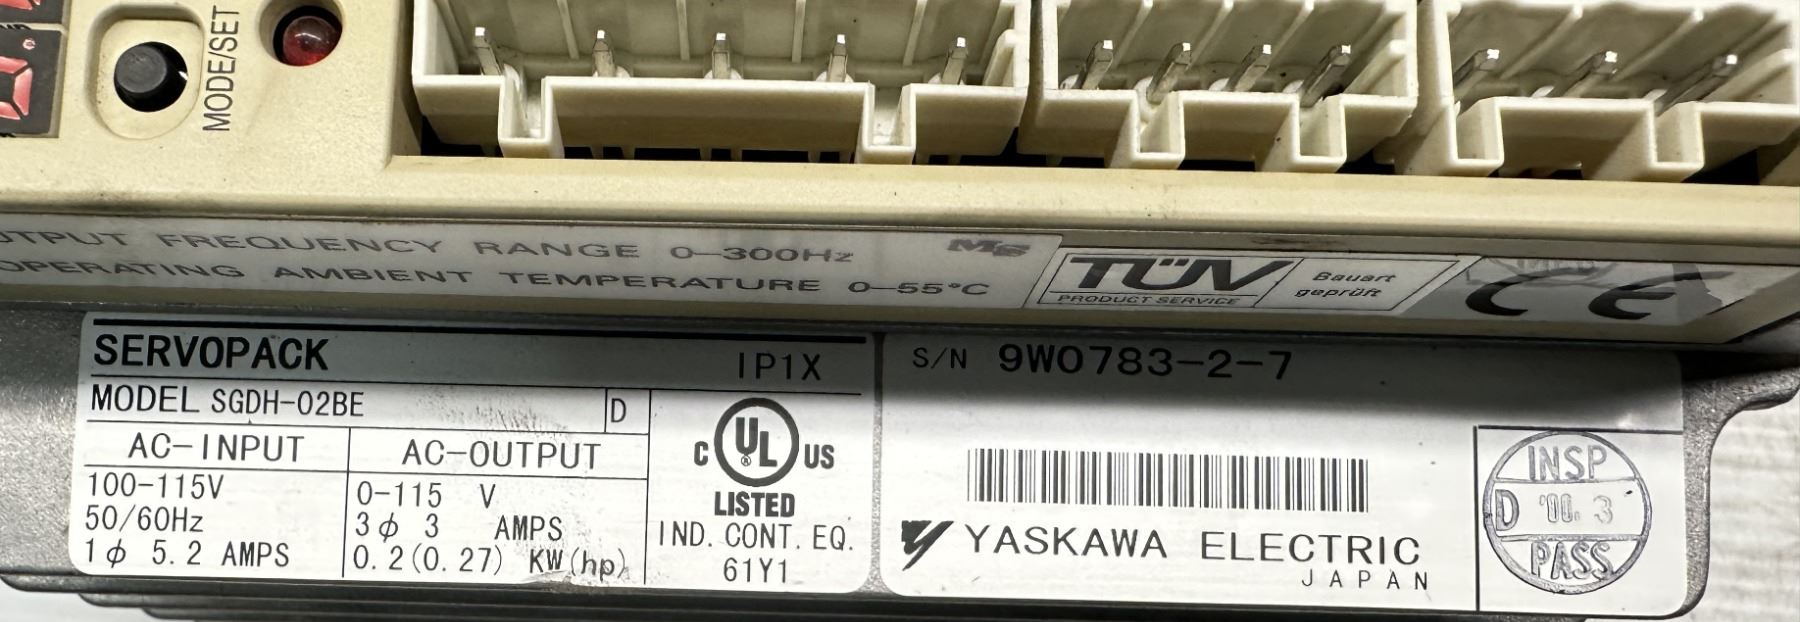 MODE/SET
OUTPUT FREQUENCY RANGE 0-300Hz
OPERATING AMBIENT TEMPERATURE 0-55°C
TÜV
PRODUCT SERVICE
Bauart
geprüft
CE
SERVOPACK
IP1X
MODEL SGDH-02BE
D
AC-INPUT
100-115V
50/60Hz
1ϕ 5.2 AMPS
AC-OUTPUT
0-115 V
3ϕ 3 AMPS
0.2(0.27) KW(hp)
C UL® US
LISTED
IND. CONT. EQ.
61Y1
S/N 9W0783-2-7
YASKAWA ELECTRIC
JAPAN
INSP
D '00. 3
PASS